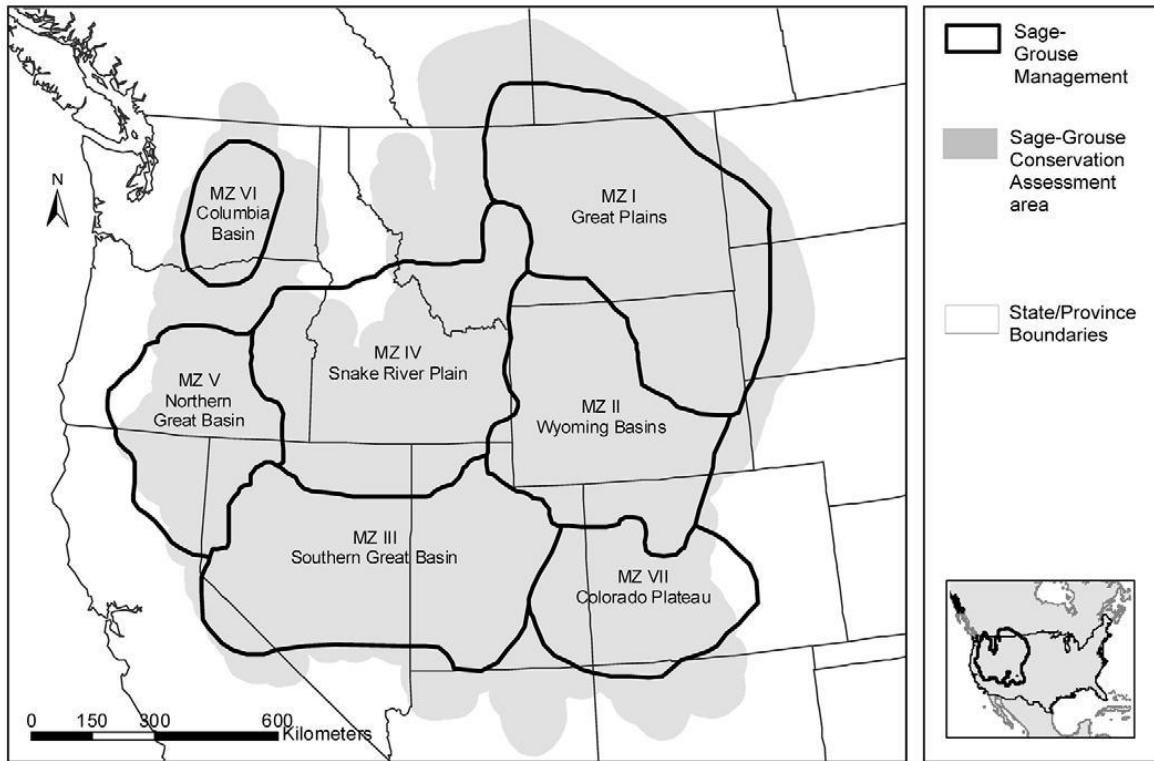 N
MZ VI
Columbia
Basin
MZ I
Great Plains
MZ IV
Snake River Plain
MZ V
Northern
Great Basin
MZ II
Wyoming Basins
MZ III
Southern Great Basin
MZ VII
Colorado Plateau
0 150 300 600
Kilometers
Sage-
Grouse
Management
Sage-Grouse
Conservation
Assessment
area
State/Province
Boundaries